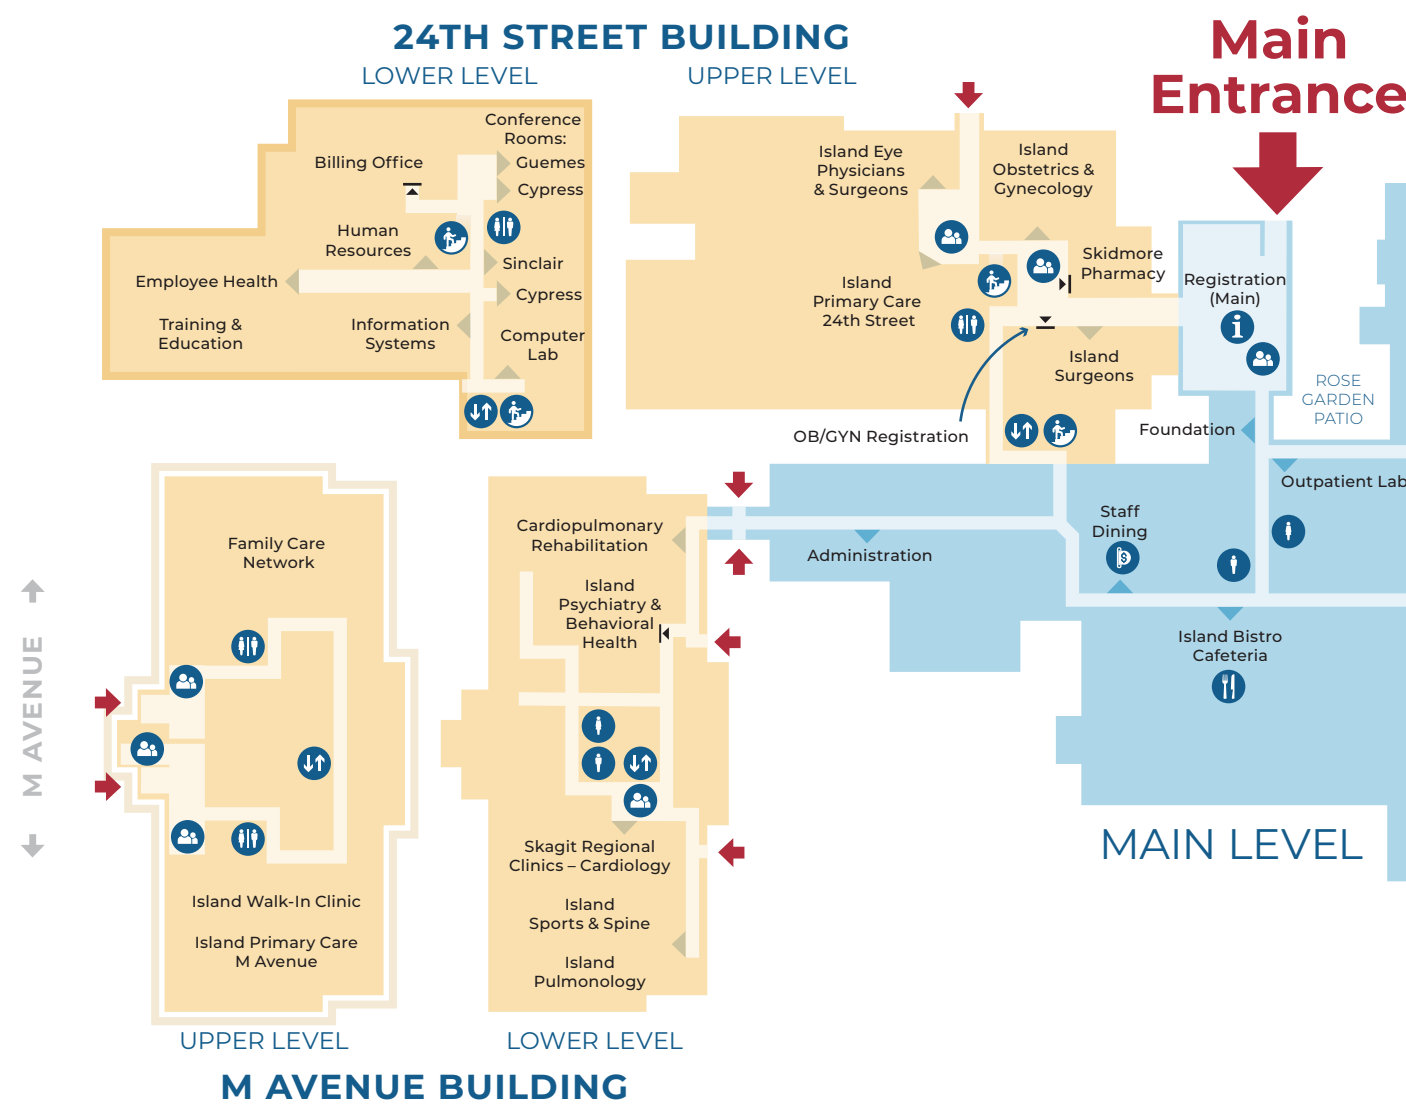 24TH STREET BUILDING
LOWER LEVEL
UPPER LEVEL
Main
Entrance
Conference
Rooms:
Guemes
Cypress
Billing Office
Human
Resources
Sinclair
Employee Health
Cypress
Training &
Education
Information
Systems
Computer
Lab
Island Eye
Physicians
& Surgeons
Island
Obstetrics &
Gynecology
Skidmore
Pharmacy
Island
Primary Care
24th Street
Island
Surgeons
OB/GYN Registration
Registration
(Main)
i
ROSE
GARDEN
PATIO
Foundation
Outpatient Lab
Staff
Dining
$
Administration
Island Bistro
Cafeteria
MAIN LEVEL
M AVENUE
Family Care
Network
Island Walk-In Clinic
Island Primary Care
M Avenue
UPPER LEVEL
Cardiopulmonary
Rehabilitation
Island
Psychiatry &
Behavioral
Health
Skagit Regional
Clinics – Cardiology
Island
Sports & Spine
Island
Pulmonology
LOWER LEVEL
M AVENUE BUILDING